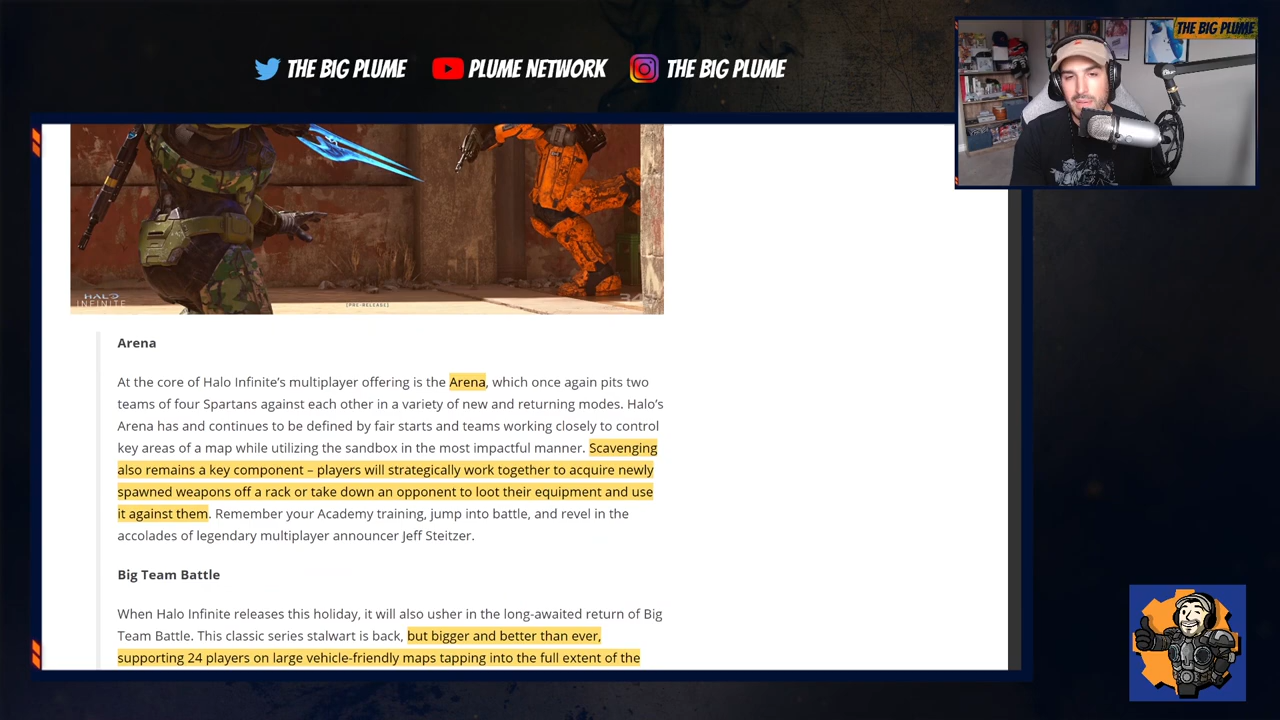 THE BIG PLUME
THE BIG PLUME
PLUME NETWORK
THE BIG PLUME
HALO
INFINITE
[PRE-RELEASE]
Arena
At the core of Halo Infinite’s multiplayer offering is the Arena, which once again pits two
teams of four Spartans against each other in a variety of new and returning modes. Halo’s
Arena has and continues to be defined by fair starts and teams working closely to control
key areas of a map while utilizing the sandbox in the most impactful manner. Scavenging
also remains a key component – players will strategically work together to acquire newly
spawned weapons off a rack or take down an opponent to loot their equipment and use
it against them. Remember your Academy training, jump into battle, and revel in the
accolades of legendary multiplayer announcer Jeff Steitzer.
Big Team Battle
When Halo Infinite releases this holiday, it will also usher in the long-awaited return of Big
Team Battle. This classic series stalwart is back, but bigger and better than ever,
supporting 24 players on large vehicle-friendly maps tapping into the full extent of the